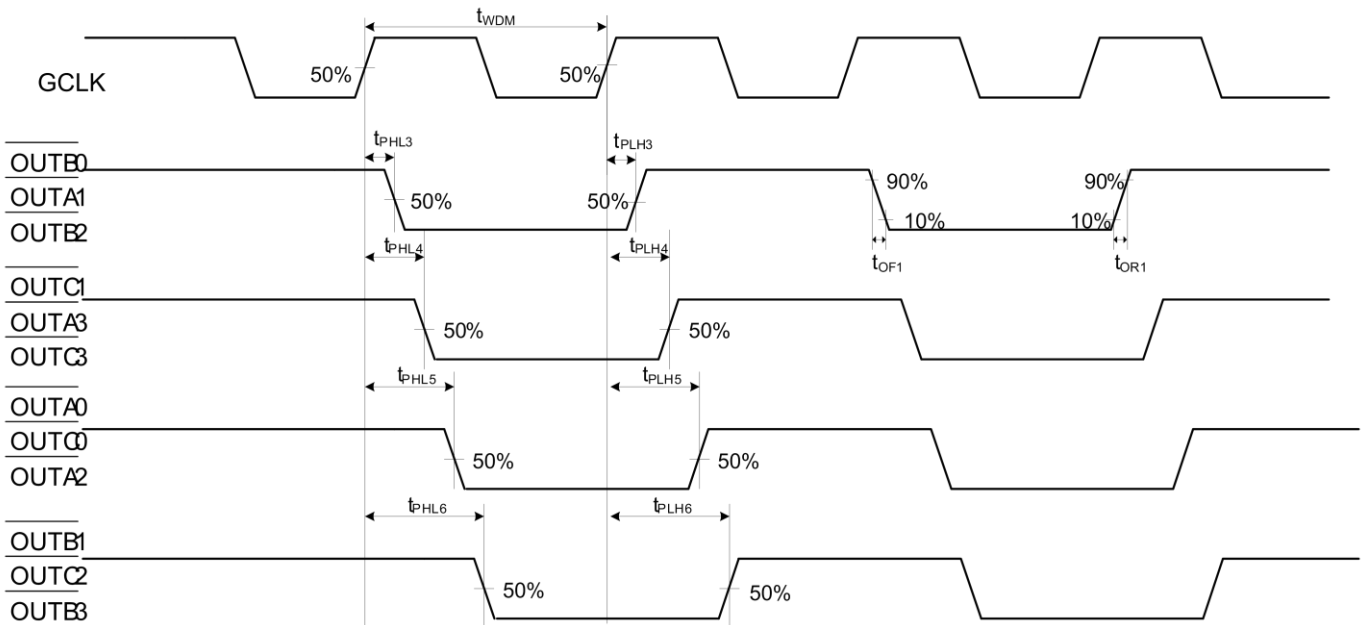 tWDM
50% 50%
GCLK
tPHL3 tPLH3
OUTB0
90% 90%
OUTA1
50% 50%
10% 10%
OUTB2
tPHL4 tPLH4
tOF1 tOR1
OUTC1
OUTA3
50% 50%
OUTC3
tPHL5 tPLH5
OUTA0
OUTC0
50% 50%
OUTA2
tPHL6 tPLH6
OUTB1
OUTC2
50% 50%
OUTB3